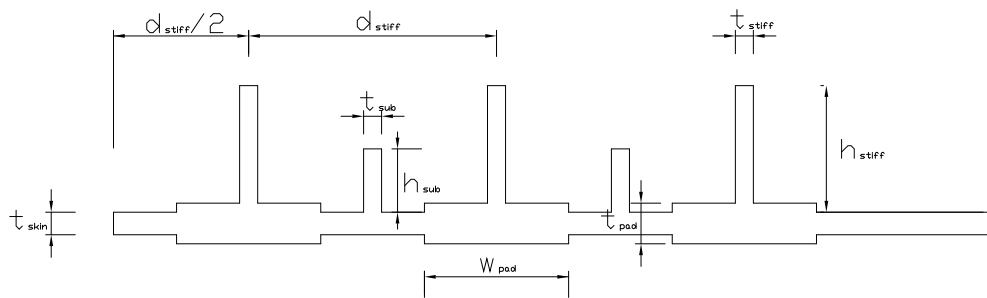 d stiff/2
d stiff
t stiff
t sub
h stiff
h sub
t skin
t pad
w pad